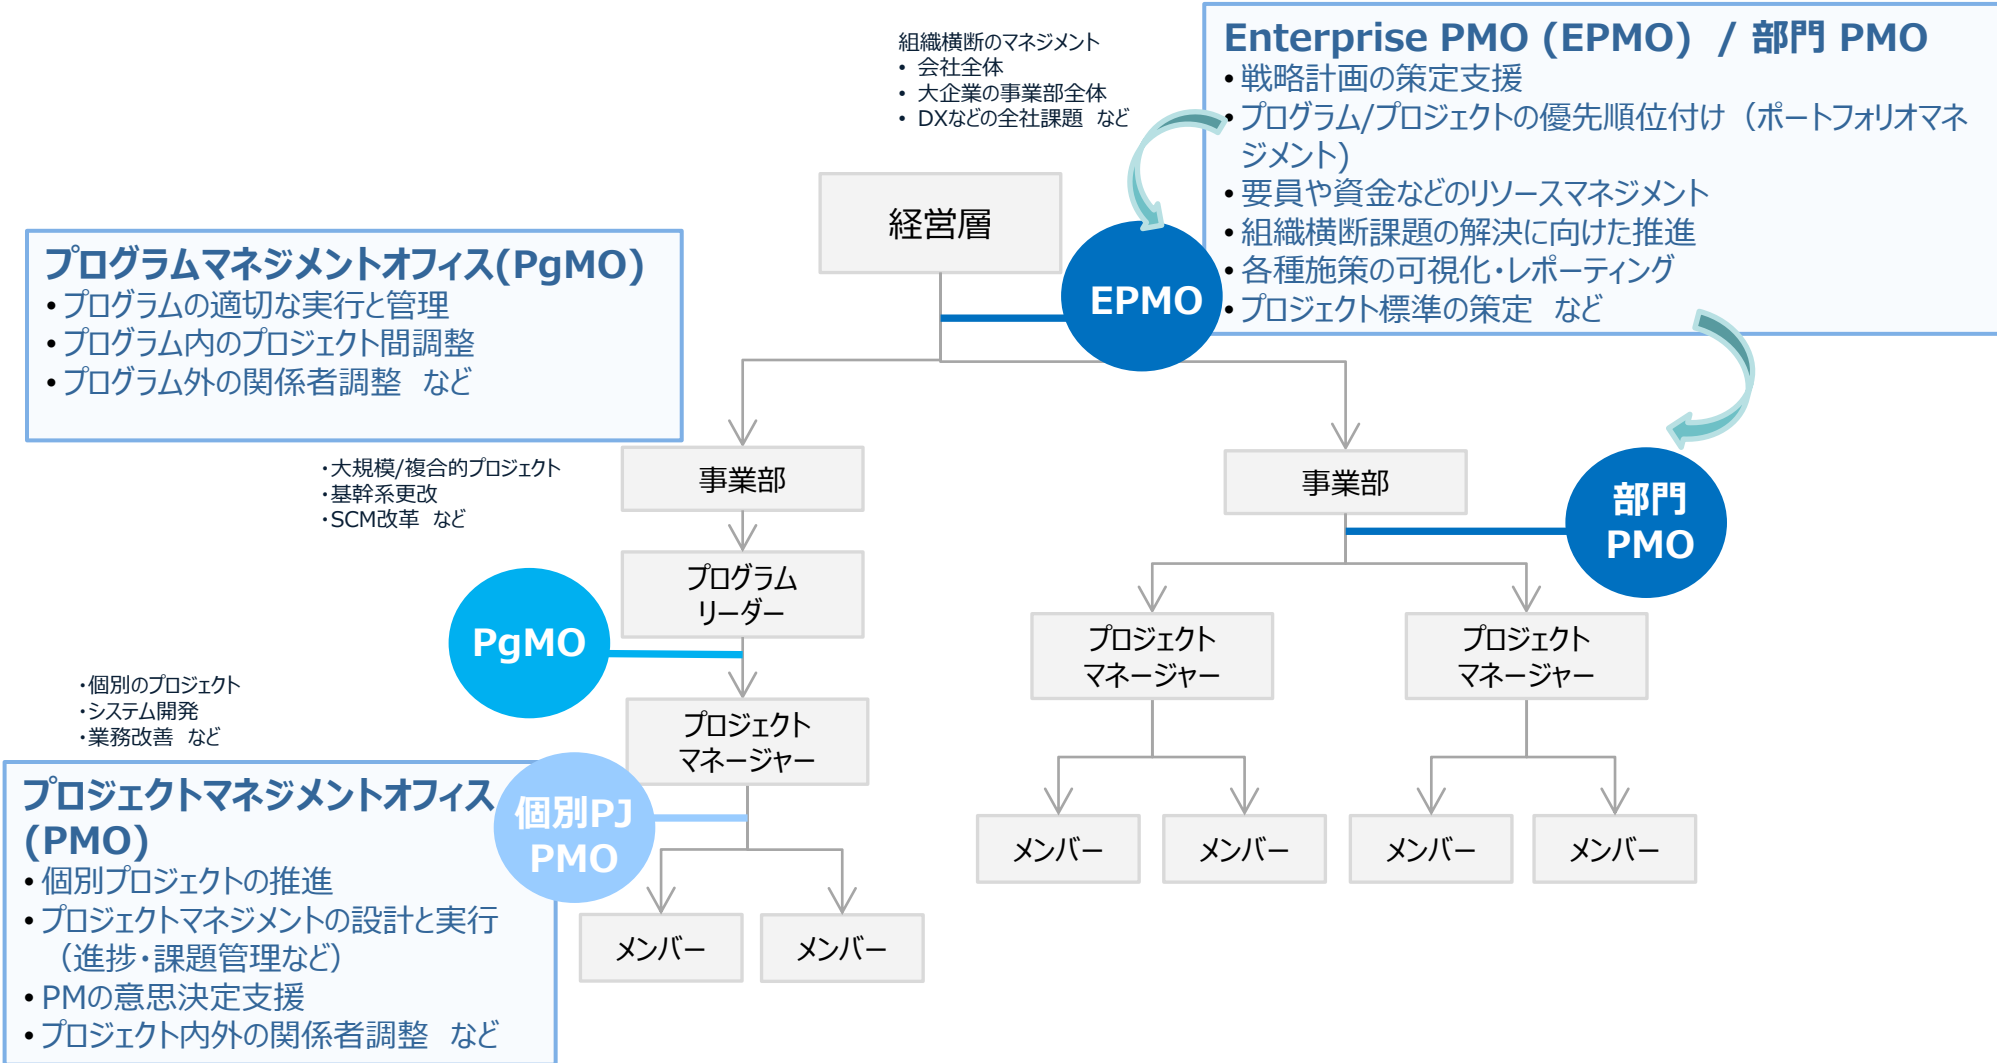 組織横断のマネジメント
• 会社全体
• 大企業の事業部全体
• DXなどの全社課題 など
Enterprise PMO (EPMO) / 部門 PMO
• 戦略計画の策定支援
• プログラム/プロジェクトの優先順位付け（ポートフォリオマネ
ジメント）
• 要員や資金などのリソースマネジメント
• 組織横断課題の解決に向けた推進
• 各種施策の可視化・レポーティング
• プロジェクト標準の策定 など
経営層
EPMO
プログラムマネジメントオフィス(PgMO)
• プログラムの適切な実行と管理
• プログラム内のプロジェクト間調整
• プログラム外の関係者調整 など
・大規模/複合的プロジェクト
・基幹系更改
・SCM改革 など
事業部
事業部
部門
PMO
プログラム
リーダー
PgMO
プロジェクト
マネージャー
プロジェクト
マネージャー
・個別のプロジェクト
・システム開発
・業務改善 など
プロジェクト
マネージャー
プロジェクトマネジメントオフィス
(PMO)
• 個別プロジェクトの推進
• プロジェクトマネジメントの設計と実行
（進捗・課題管理など）
• PMの意思決定支援
• プロジェクト内外の関係者調整 など
個別PJ
PMO
メンバー
メンバー
メンバー
メンバー
メンバー
メンバー